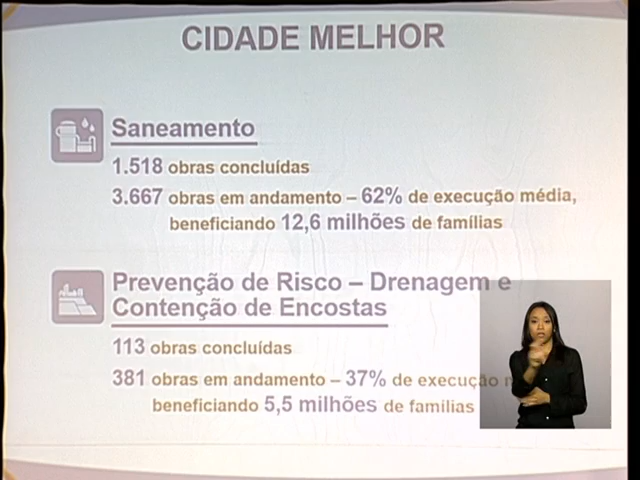 CIDADE MELHOR
Saneamento
1.518 obras concluídas
3.667 obras em andamento – 62% de execução média,
beneficiando 12,6 milhões de famílias
Prevenção de Risco – Drenagem e
Contenção de Encostas
113 obras concluídas
381 obras em andamento – 37% de execução
beneficiando 5,5 milhões de familias